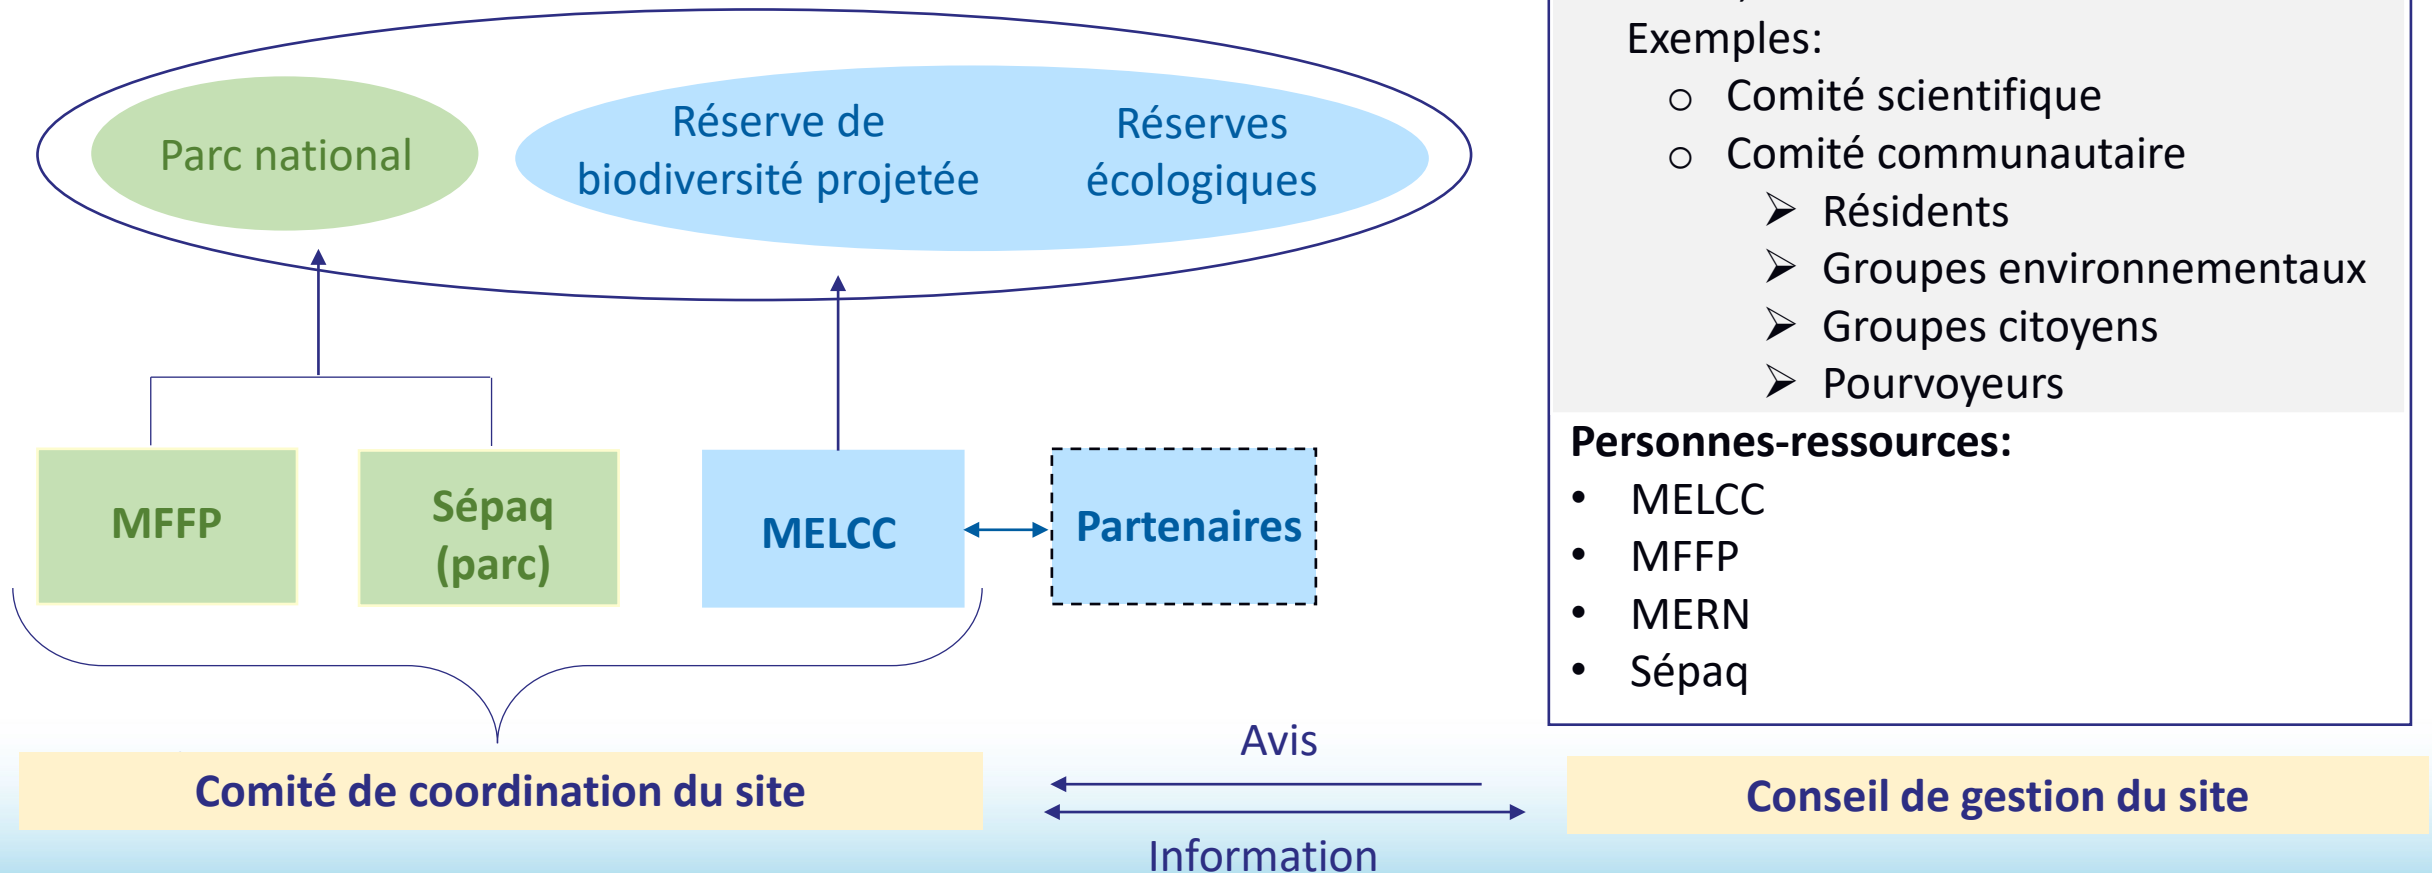 Parc national
Réserve de
biodiversité projetée
Réserves
écologiques
MFFP
Sépaq
(parc)
MELCC
Partenaires
Comité de coordination du site
Avis
Information
Exemples:
o Comité scientifique
o Comité communautaire
➢ Résidents
➢ Groupes environnementaux
➢ Groupes citoyens
➢ Pourvoyeurs
Personnes-ressources:
• MELCC
• MFFP
• MERN
• Sépaq
Conseil de gestion du site